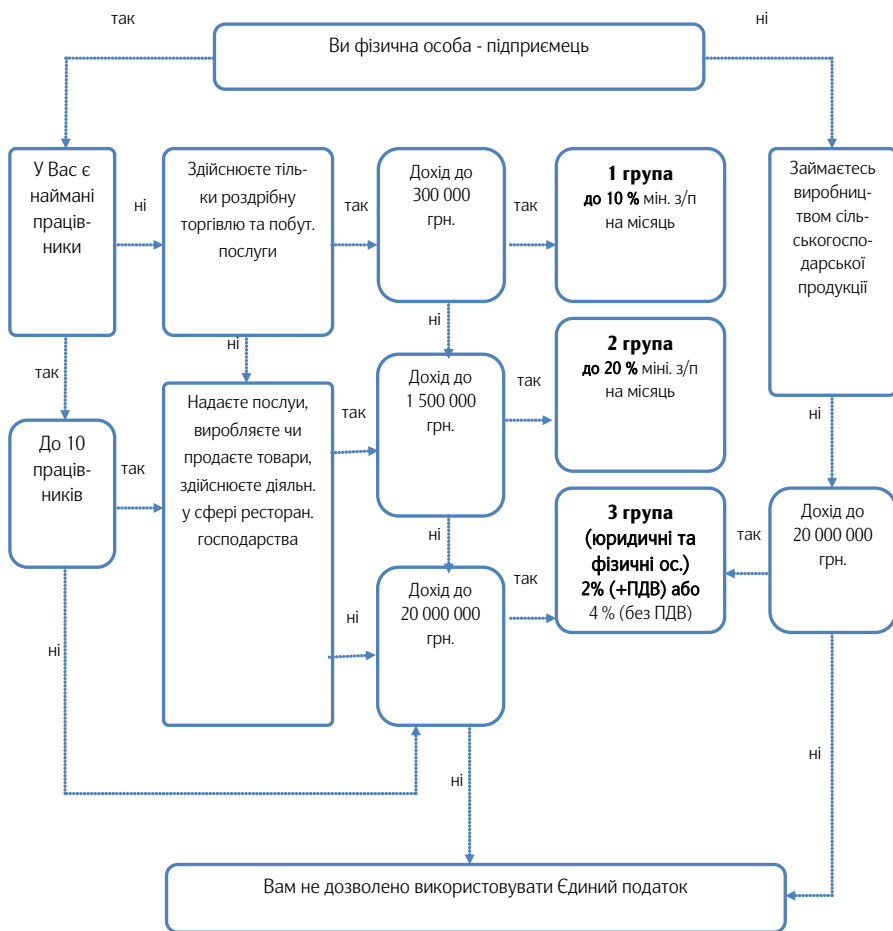 так
ні
Ви фізична особа - підприємець
У Вас є
наймані
праців-
ники
ні
Здійснюєте тіль-
ки роздрібну
торгівлю та побут.
послуги
так
Дохід до
300 000
грн.
так
1 група
до 10 % мін. з/п
на місяць
Займаетесь
виробниц-
твом сіль-
ськогоспо-
дарської
продукції
так
ні
ні
Надаєте послуи,
виробляєте чи
продаєте товари,
здійснюєте діяльн.
у сфері ресторан.
господарства
так
Дохід до
1 500 000
грн.
так
2 група
до 20 % міні. з/п
на місяць
ні
До 10
праців-
ників
так
ні
ні
Дохід до
20 000 000
грн.
так
3 група
(юридичні та
фізичні ос.)
2% (+ПДВ) або
4 % (без ПДВ)
так
Дохід до
20 000 000
грн.
ні
ні
ні
Вам не дозволено використовувати Єдиний податок